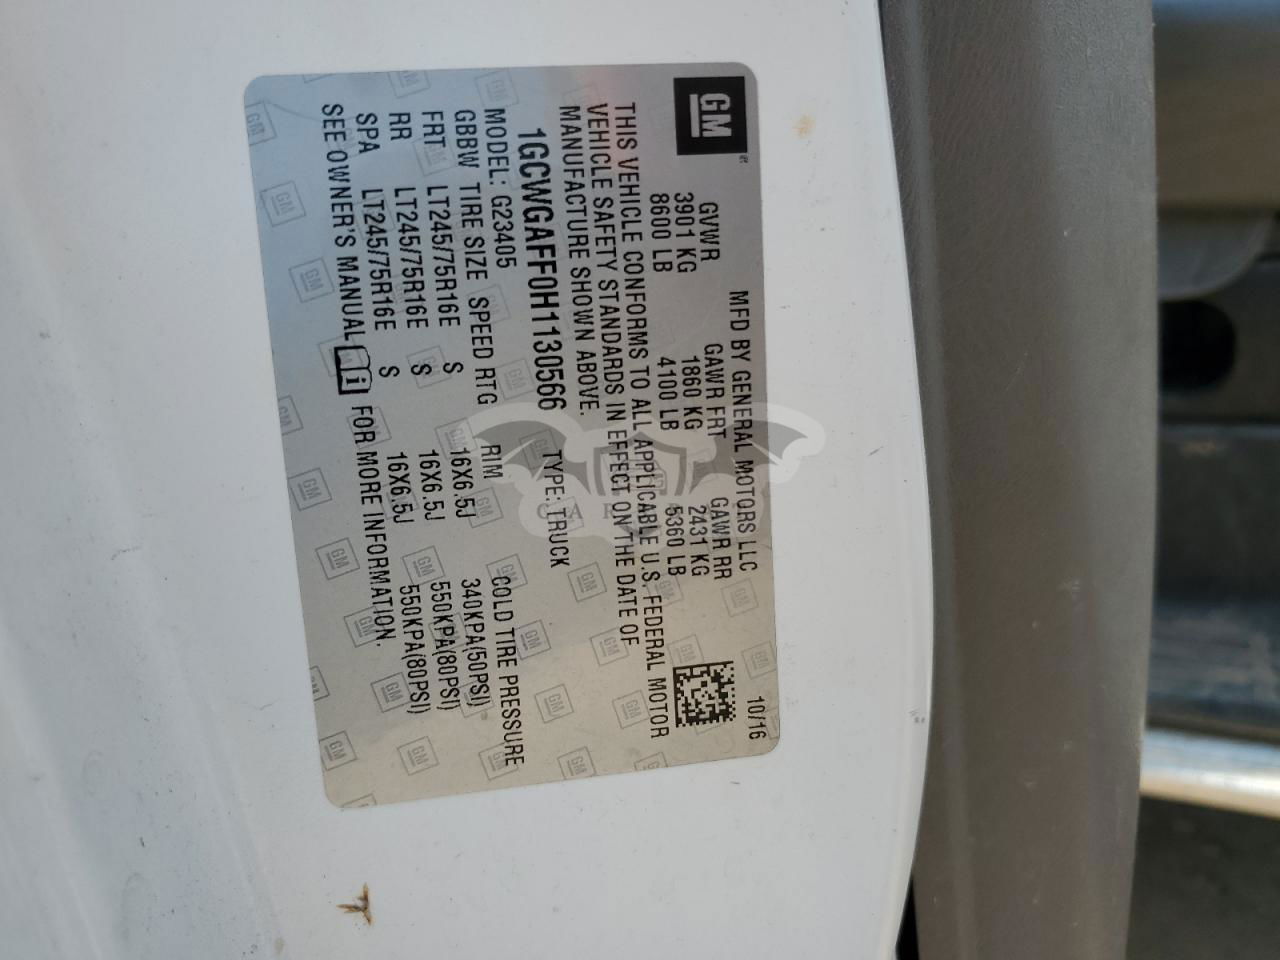 GM
MFD BY GENERAL MOTORS LLC 10/16
GVWR GAWR FRT GAWR RR
3901 KG 1860 KG 2431 KG
8600 LB 4100 LB 5360 LB
THIS VEHICLE CONFORMS TO ALL APPLICABLE U.S. FEDERAL MOTOR
VEHICLE SAFETY STANDARDS IN EFFECT ON THE DATE OF
MANUFACTURE SHOWN ABOVE.
1GCWGAFF0H1130566 TYPE: TRUCK
MODEL: G23405
GBBW TIRE SIZE SPEED RTG RIM COLD TIRE PRESSURE
FRT LT245/75R16E S 16X6.5J 340KPA(50PSI)
RR LT245/75R16E S 16X6.5J 550KPA(80PSI)
SPA LT245/75R16E S 16X6.5J 550KPA(80PSI)
SEE OWNER'S MANUAL FOR MORE INFORMATION.